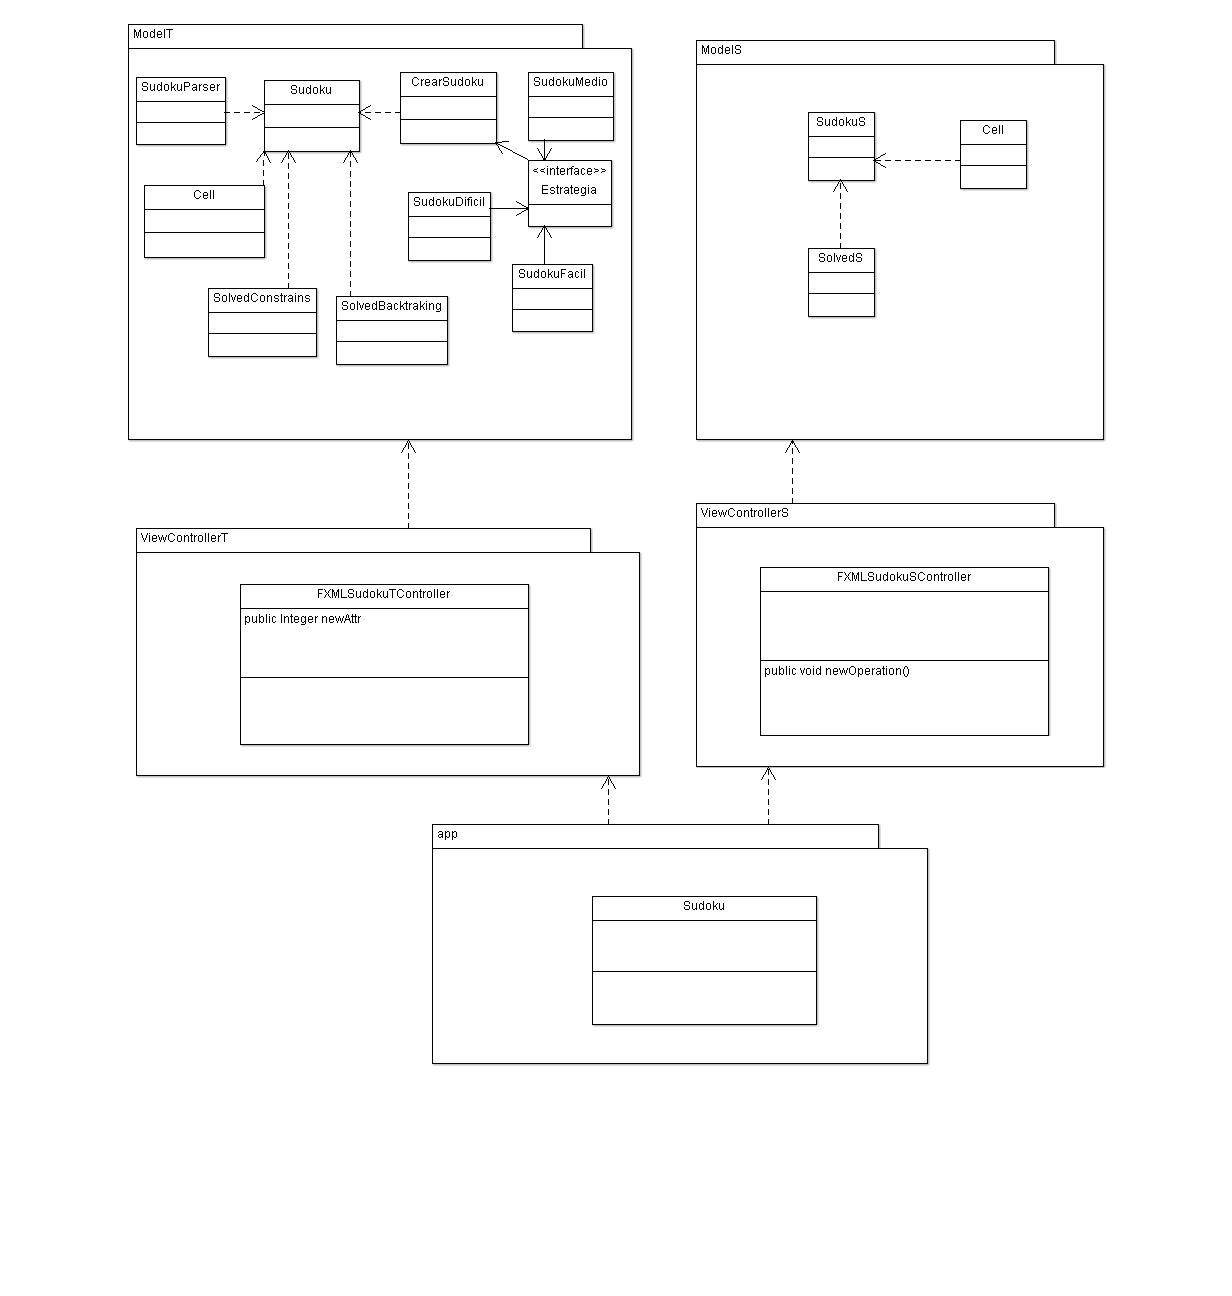 ModelT
SudokuParser
Sudoku
CrearSudoku
SudokuMedio
<<interface>>
Estrategia
Cell
SudokuDificil
SudokuFacil
SolvedConstrains
SolvedBacktraking
ModelS
SudokuS
Cell
SolvedS
ViewControllerT
FXMLSudokuTController
public Integer newAttr
ViewControllerS
FXMLSudokuSController
public void newOperation()
app
Sudoku